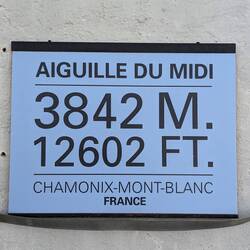 AIGUILLE DU MIDI
3842 M.
12602 FT.
CHAMONIX-MONT-BLANC
FRANCE